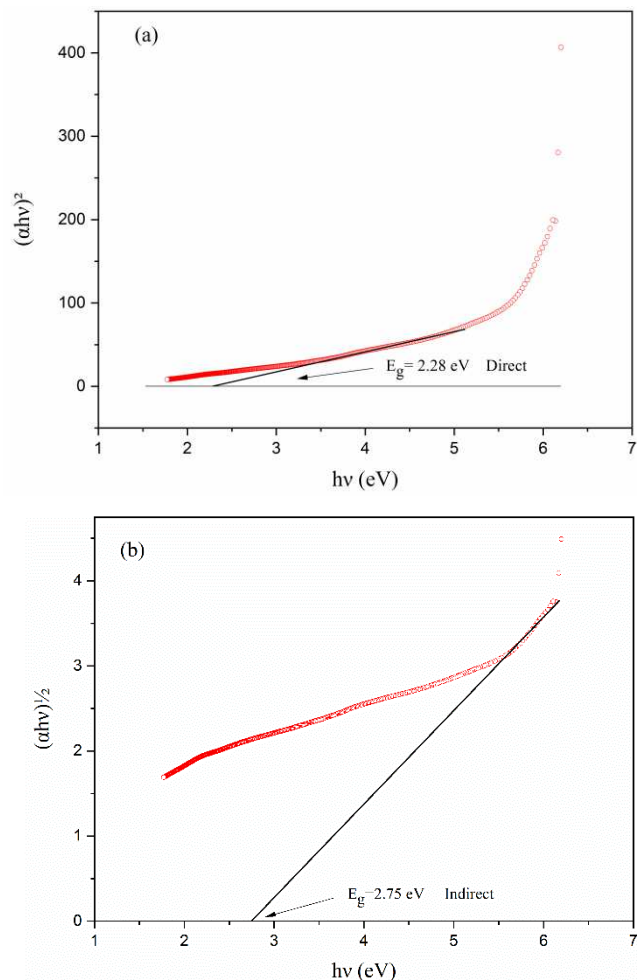 (a)
400
300
200
100
0
(αhν)²
E_g= 2.28 eV Direct
1 2 3 4 5 6 7
hν (eV)
(b)
4
3
2
1
0
(αhν)½
E_g=2.75 eV Indirect
1 2 3 4 5 6 7
hν (eV)